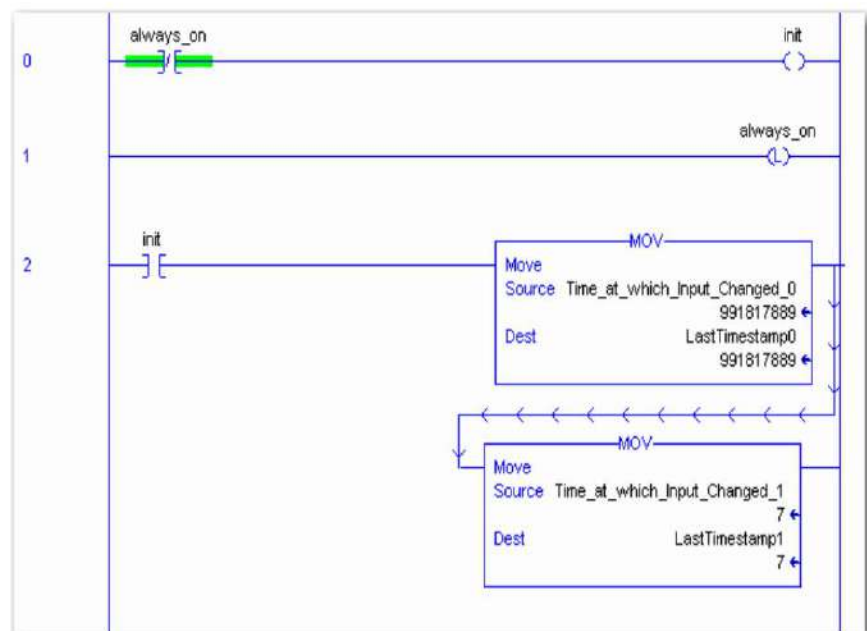 always_on
init
0
always_on
L
1
init
2
MOV
Move
Source Time_at_which_Input_Changed_0
991817889
Dest LastTimestamp0
991817889
MOV
Move
Source Time_at_which_Input_Changed_1
7
Dest LastTimestamp1
7